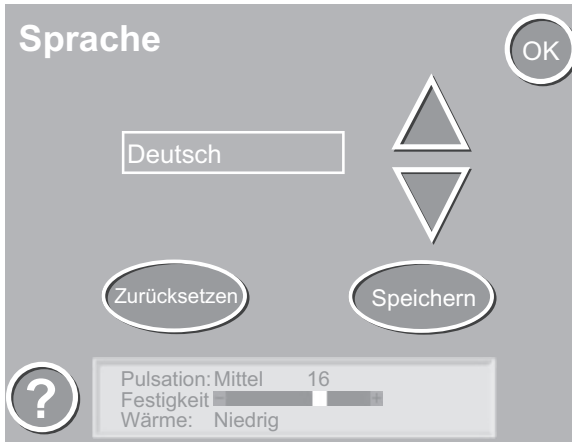 Sprache
OK
Deutsch
Zurücksetzen
Speichern
?
Pulsation: Mittel 16
Festigkeit - +
Wärme: Niedrig